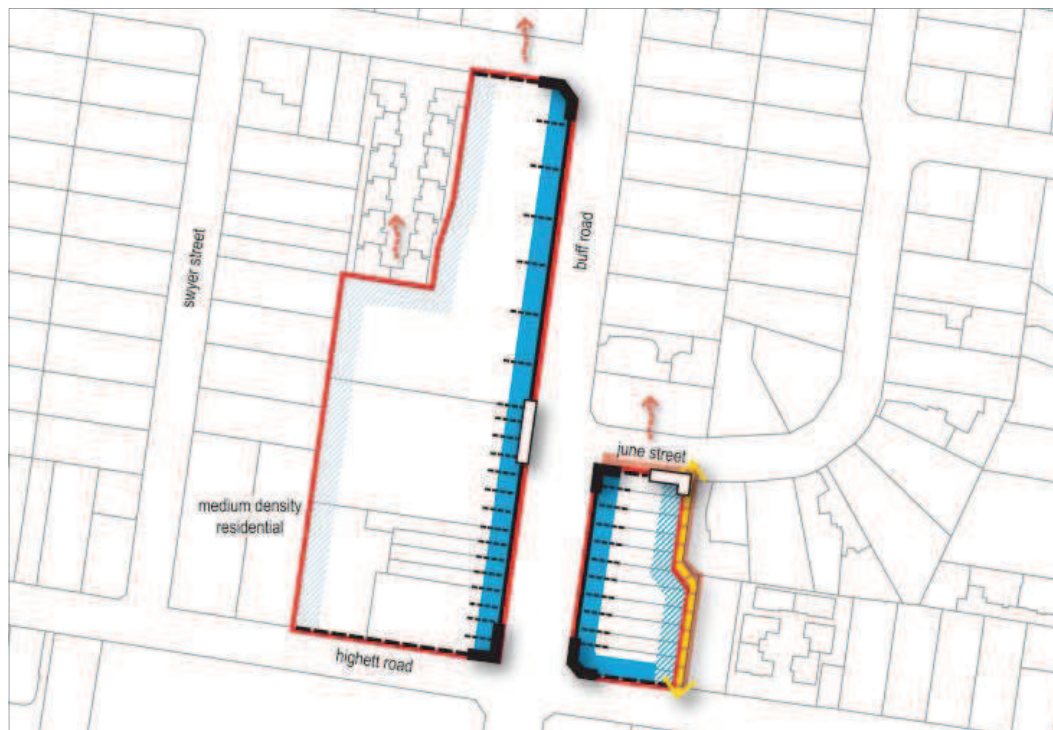 swyer street
buff road
june street
medium density
residential
highett road